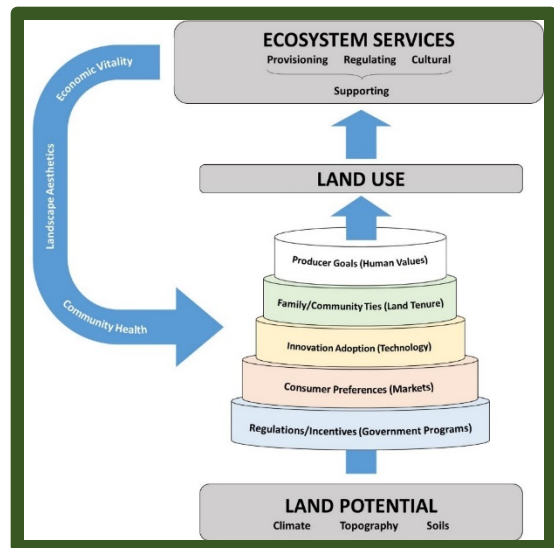 ECOSYSTEM SERVICES
Provisioning Regulating Cultural
Supporting
Economic Vitality
Landscape Aesthetics
Community Health
LAND USE
Producer Goals (Human Values)
Family/Community Ties (Land Tenure)
Innovation Adoption (Technology)
Consumer Preferences (Markets)
Regulations/Incentives (Government Programs)
LAND POTENTIAL
Climate Topography Soils